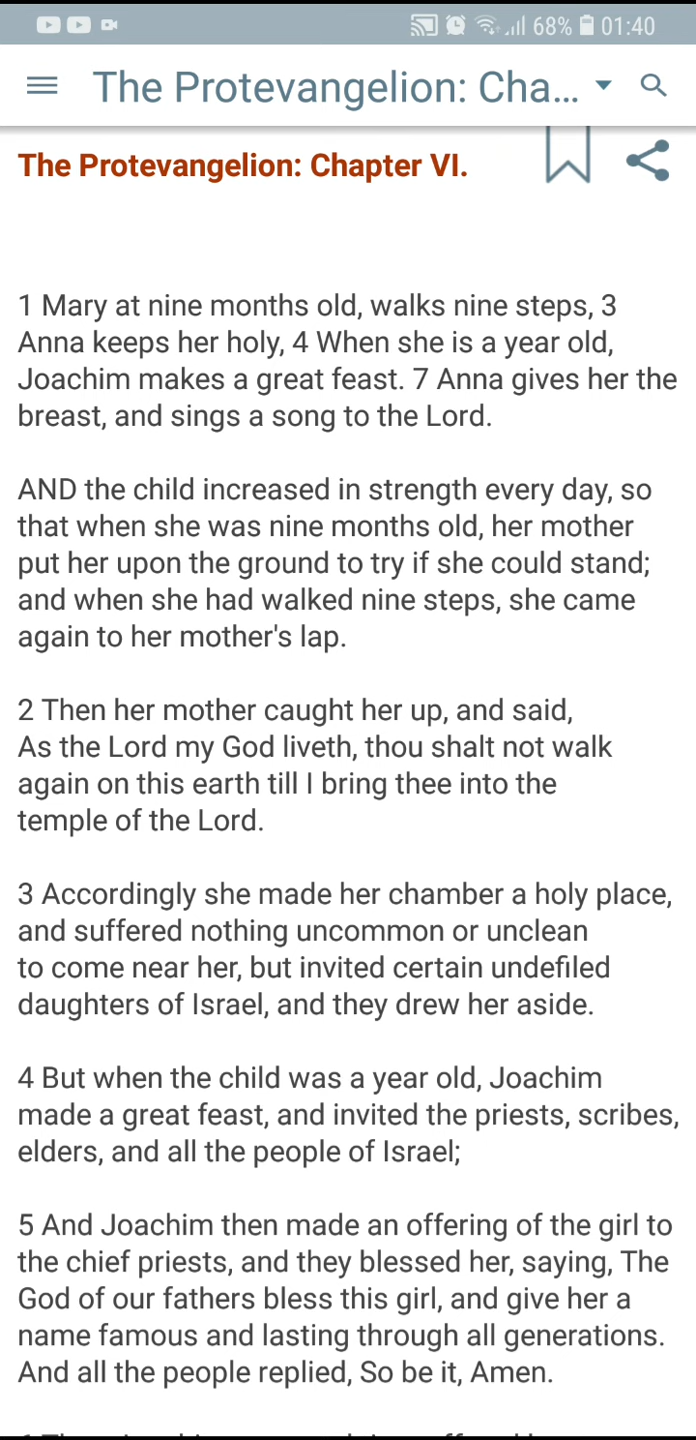 68% 01:40
The Protevangelion: Cha...
The Protevangelion: Chapter VI.
1 Mary at nine months old, walks nine steps, 3
Anna keeps her holy, 4 When she is a year old,
Joachim makes a great feast. 7 Anna gives her the
breast, and sings a song to the Lord.
AND the child increased in strength every day, so
that when she was nine months old, her mother
put her upon the ground to try if she could stand;
and when she had walked nine steps, she came
again to her mother's lap.
2 Then her mother caught her up, and said,
As the Lord my God liveth, thou shalt not walk
again on this earth till I bring thee into the
temple of the Lord.
3 Accordingly she made her chamber a holy place,
and suffered nothing uncommon or unclean
to come near her, but invited certain undefiled
daughters of Israel, and they drew her aside.
4 But when the child was a year old, Joachim
made a great feast, and invited the priests, scribes,
elders, and all the people of Israel;
5 And Joachim then made an offering of the girl to
the chief priests, and they blessed her, saying, The
God of our fathers bless this girl, and give her a
name famous and lasting through all generations.
And all the people replied, So be it, Amen.